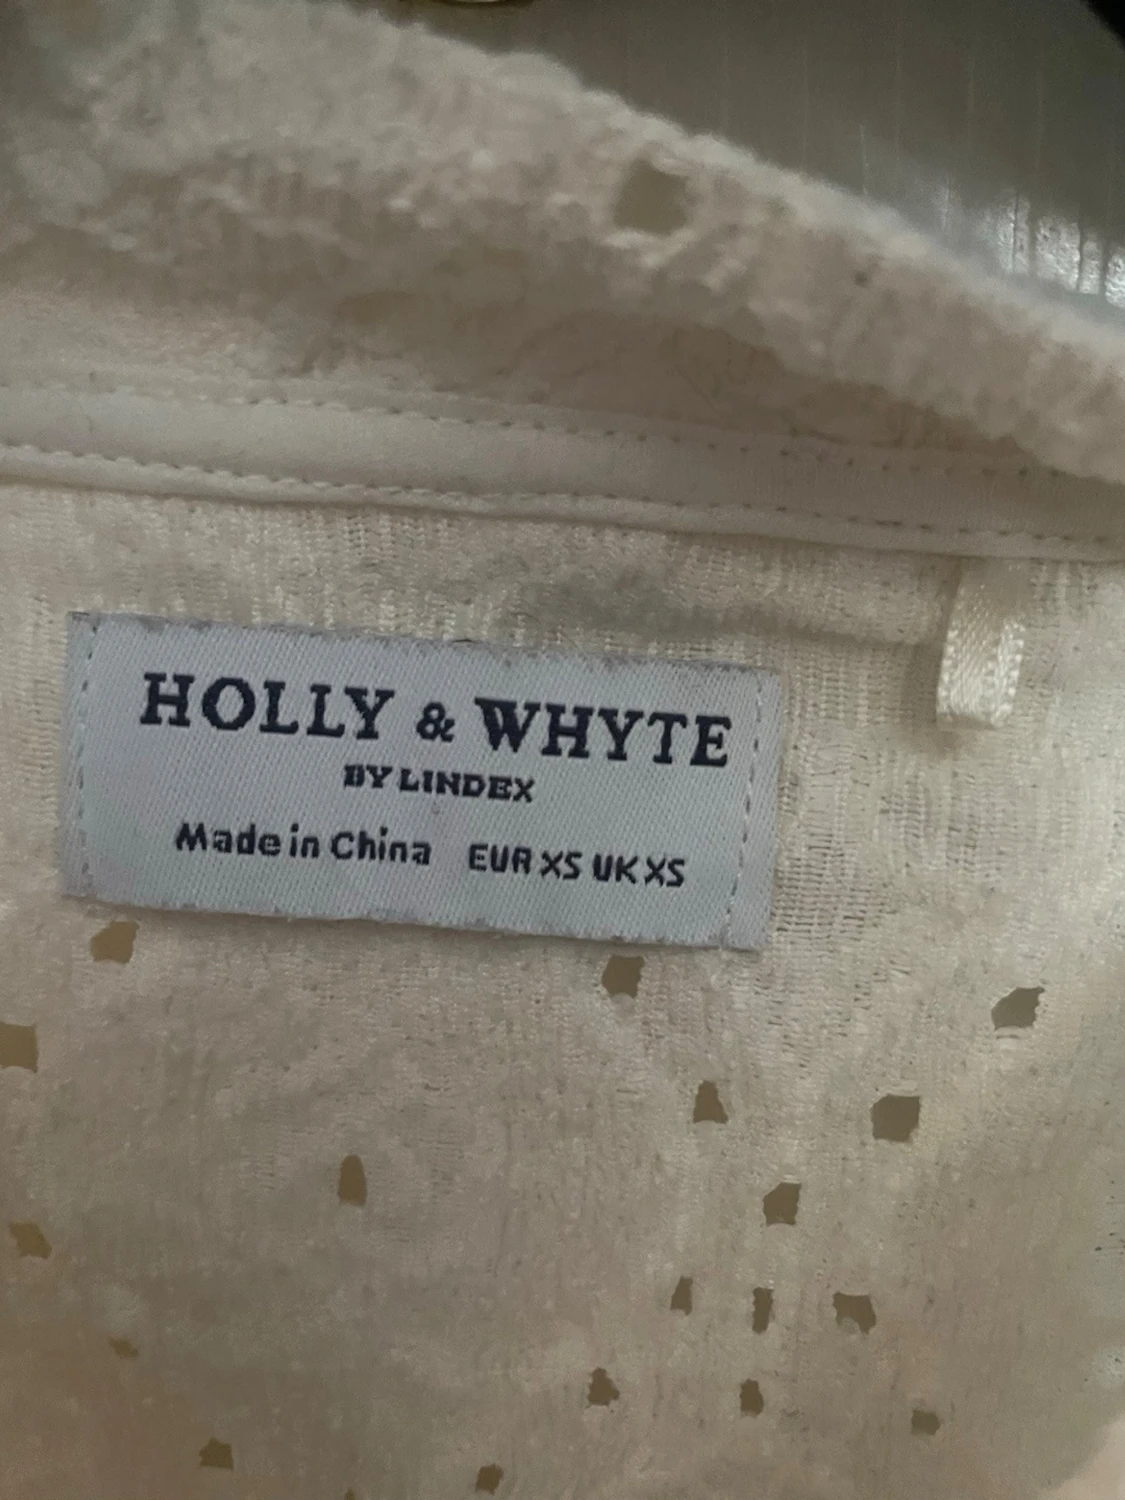 HOLLY & WHYTE
BY LINDEX
Made in China EUR XS UK XS